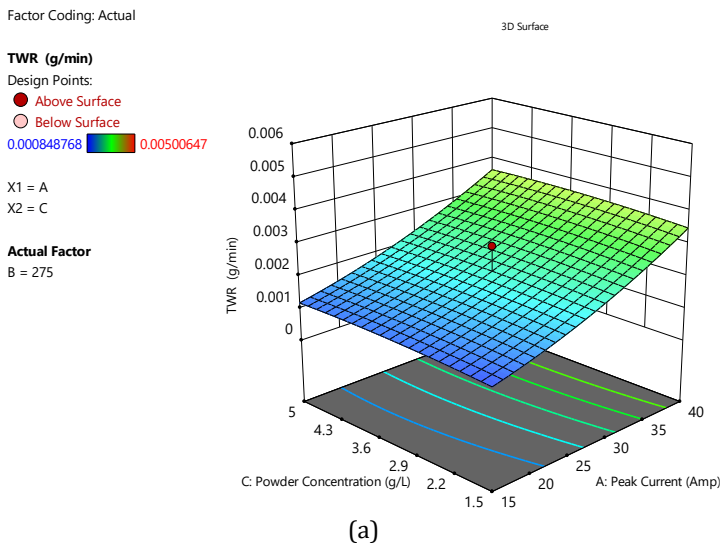 Factor Coding: Actual
3D Surface
TWR (g/min)
Design Points:
Above Surface
Below Surface
0.000848768 0.00500647
X1 = A
X2 = C
Actual Factor
B = 275
0.006
0.005
0.004
0.003
0.002
0.001
0
TWR (g/min)
5
4.3
3.6
2.9
2.2
1.5
C: Powder Concentration (g/L)
15
20
25
30
35
40
A: Peak Current (Amp)
(a)